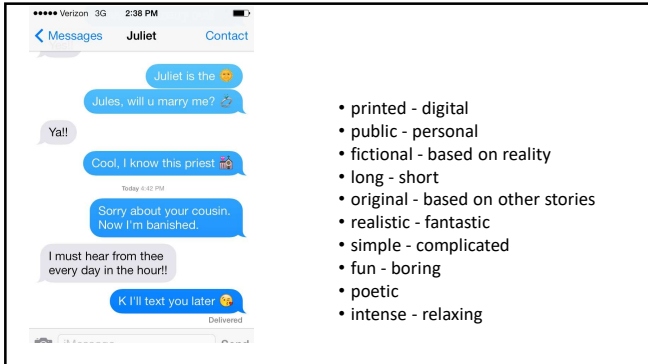 Verizon 3G 2:38 PM
Messages Juliet Contact
Juliet is the 🌞
Jules, will u marry me? 💍
Ya!!
Cool, I know this priest 💒
Today 4:42 PM
Sorry about your cousin.
Now I'm banished.
I must hear from thee
every day in the hour!!
K I'll text you later 😘
Delivered
• printed - digital
• public - personal
• fictional - based on reality
• long - short
• original - based on other stories
• realistic - fantastic
• simple - complicated
• fun - boring
• poetic
• intense - relaxing